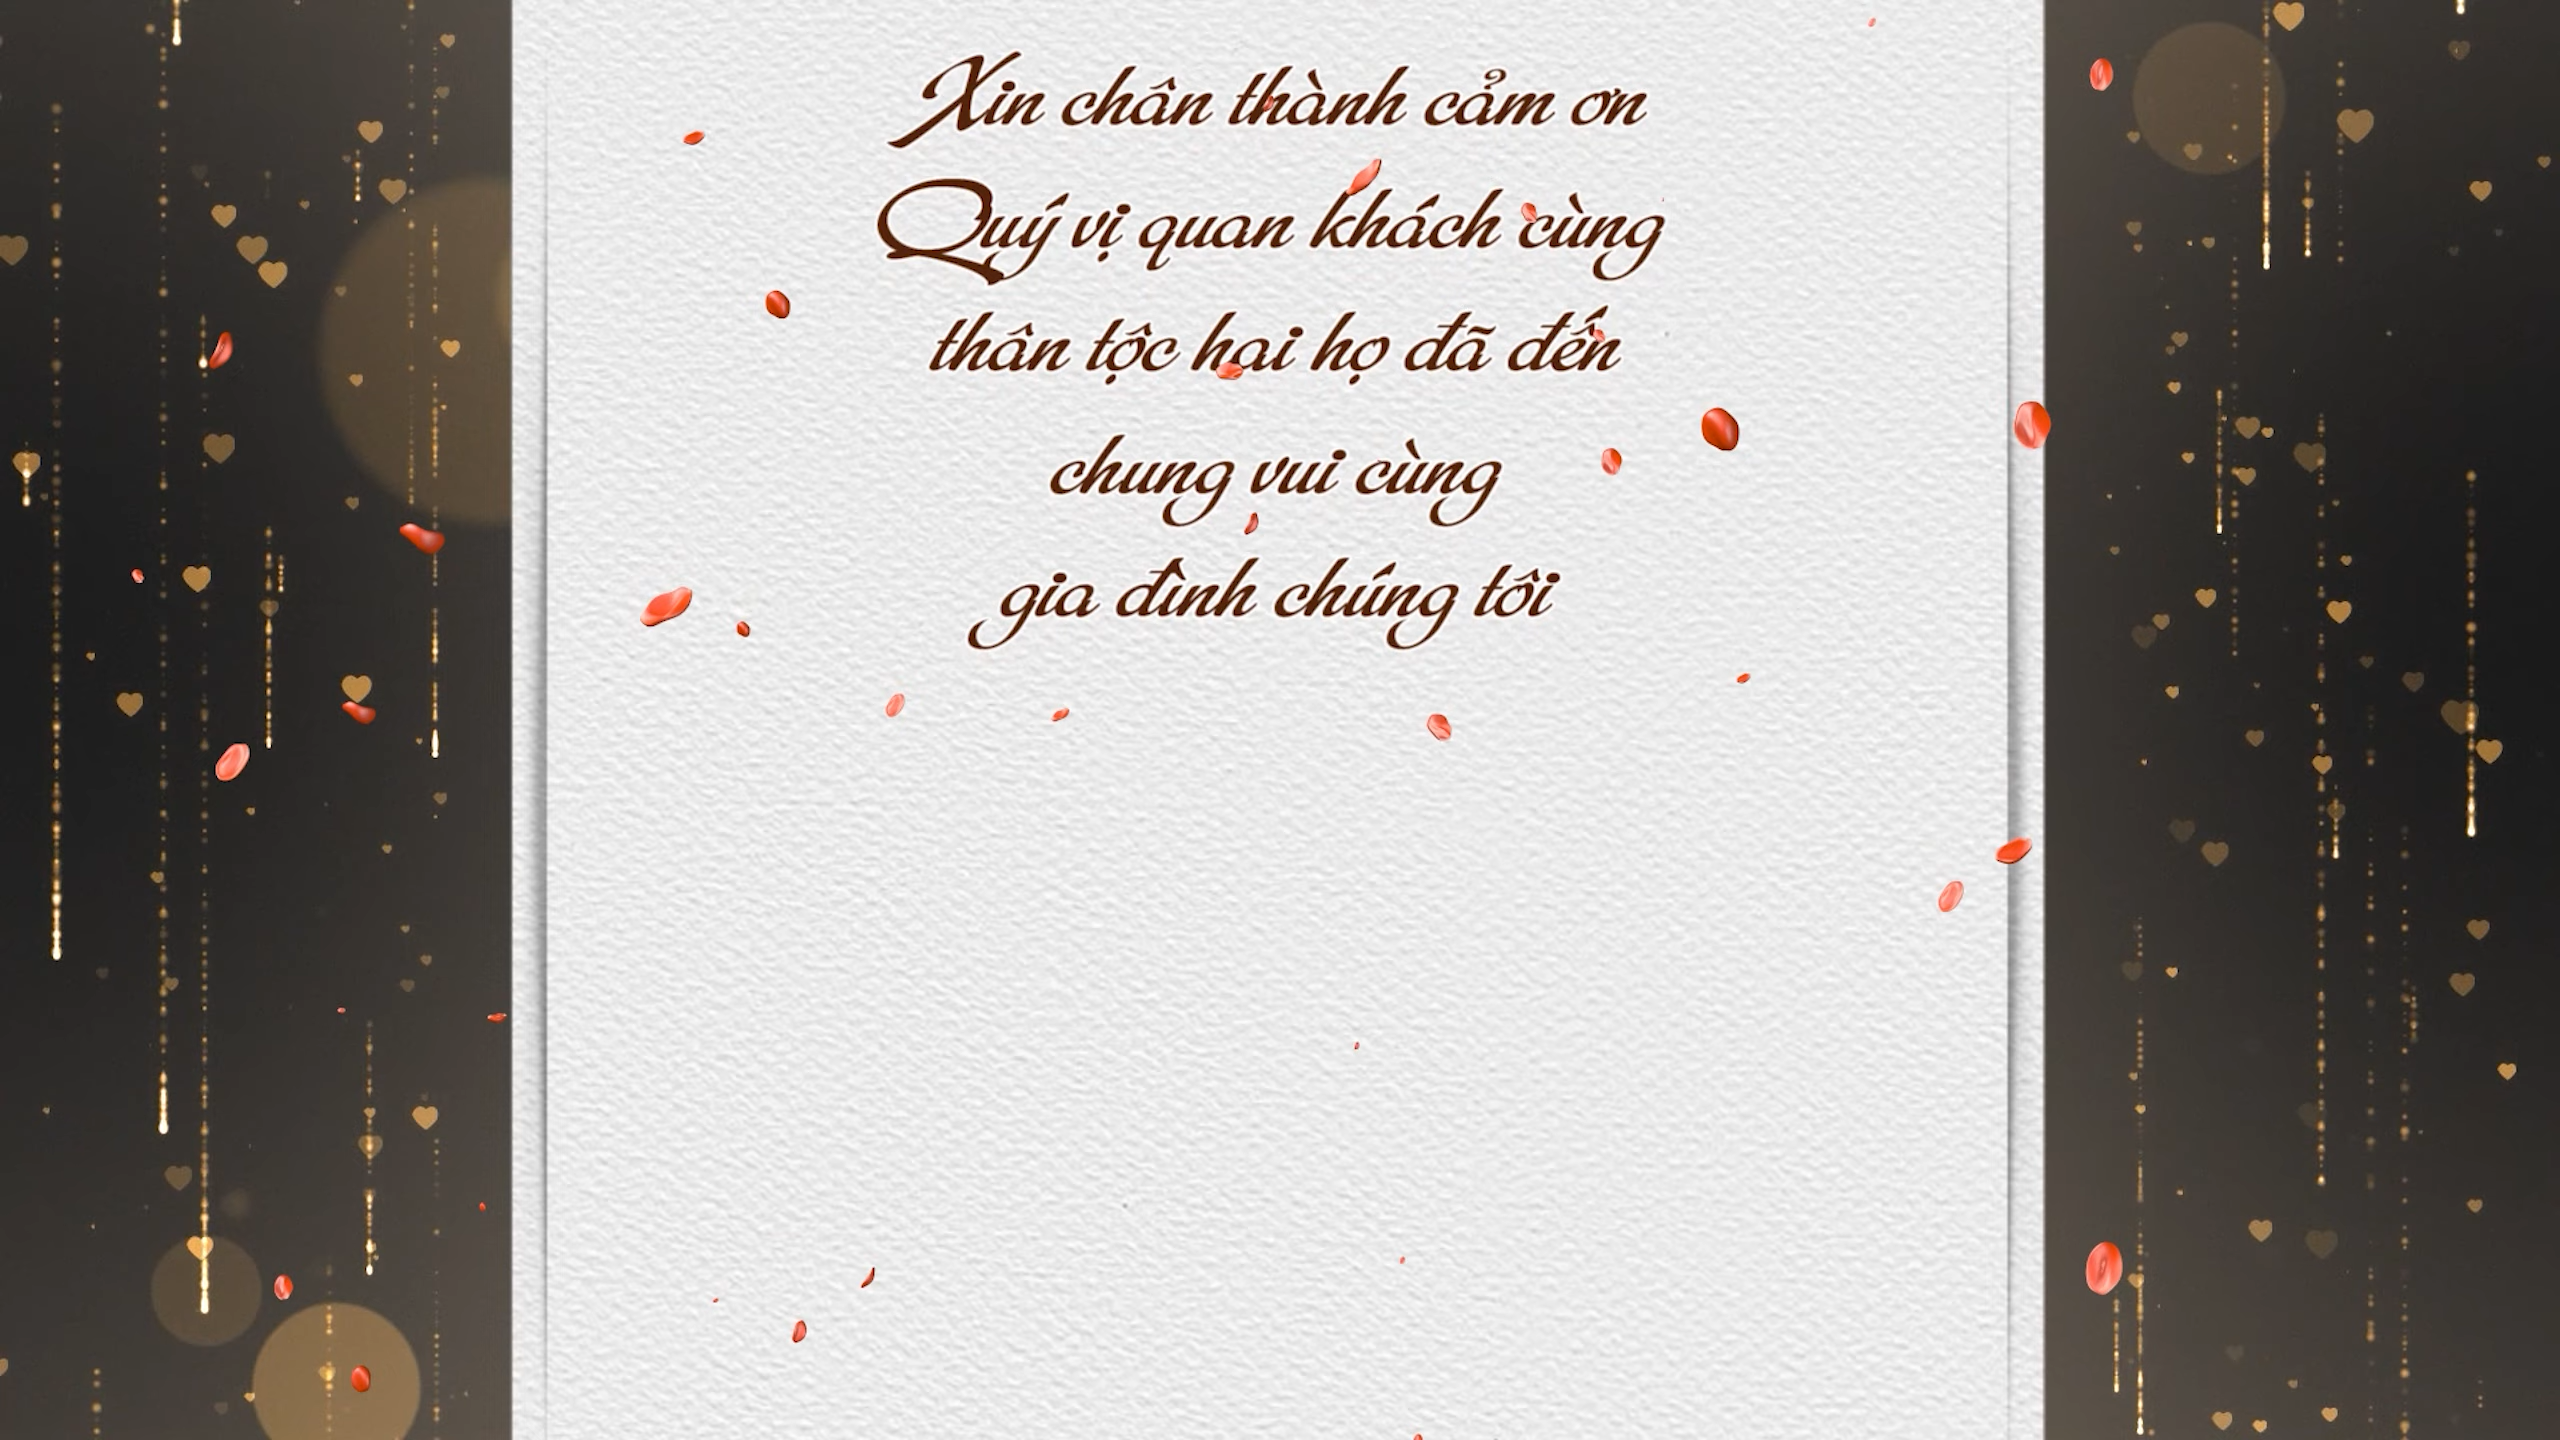 Xin chân thành cảm ơn
Quý vị quan khách cùng
thân tộc hai họ đã đến
chung vui cùng
gia đình chúng tôi